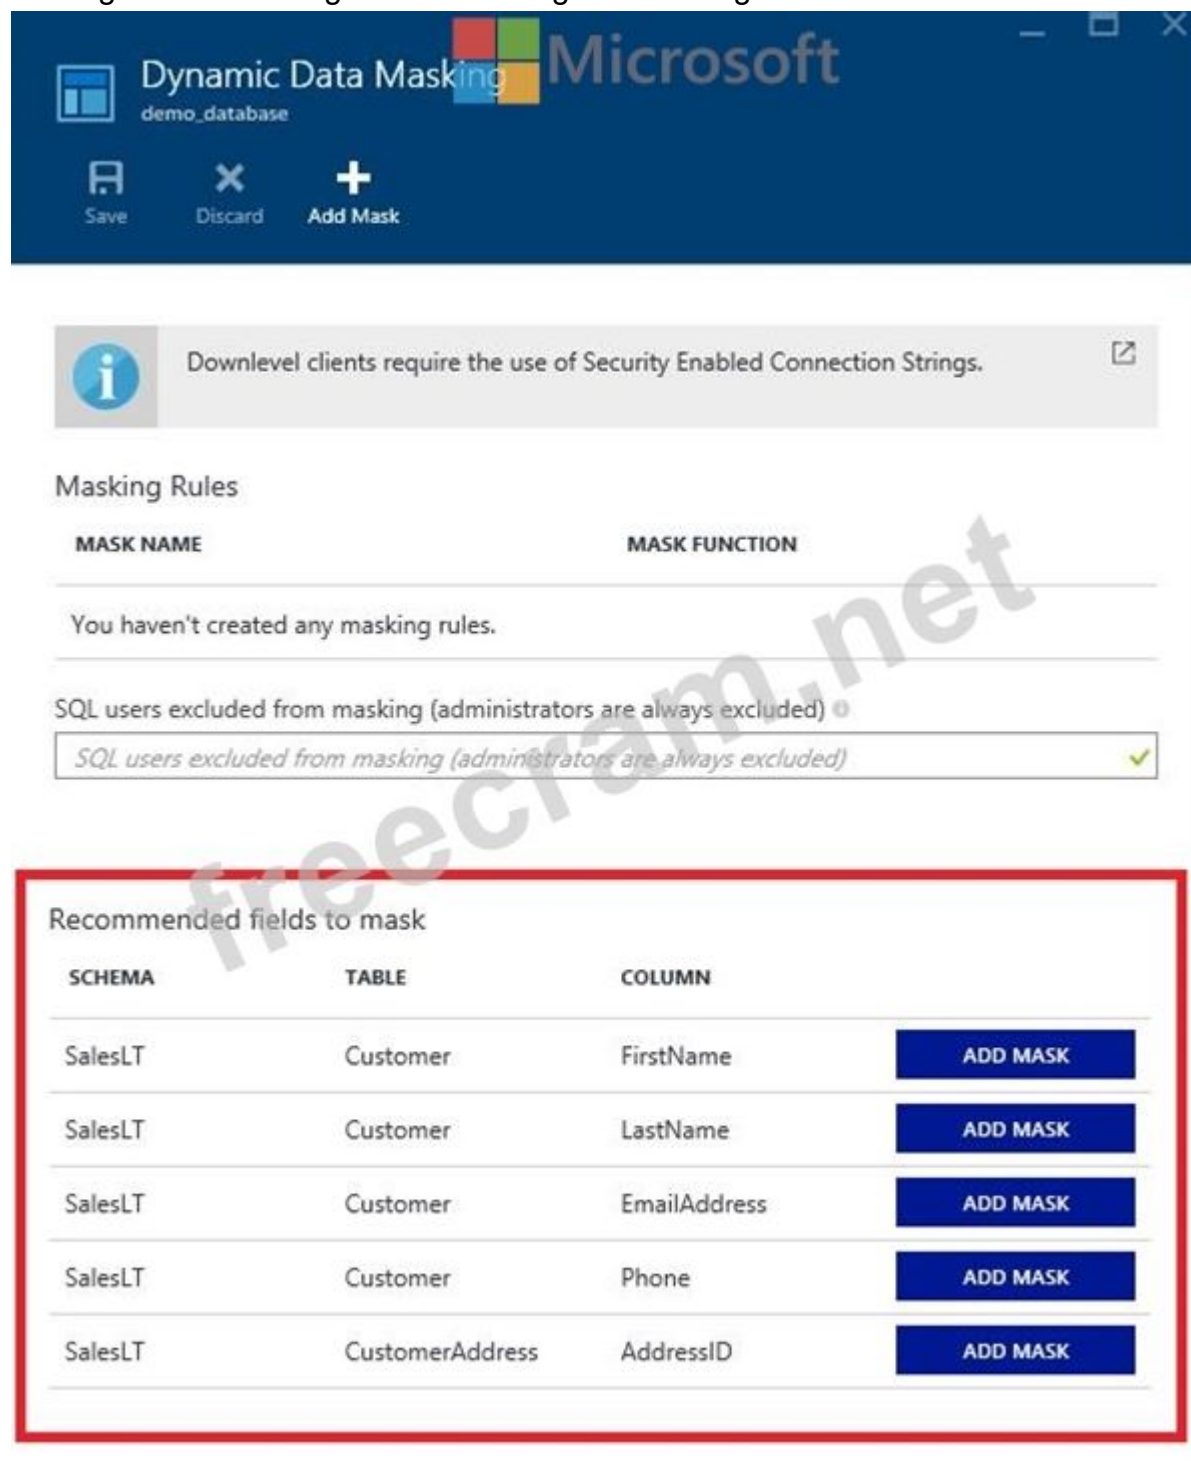 Microsoft
Dynamic Data Masking
demo_database
Save Discard Add Mask
Downlevel clients require the use of Security Enabled Connection Strings.
Masking Rules
MASK NAME MASK FUNCTION
You haven't created any masking rules.
SQL users excluded from masking (administrators are always excluded)
SQL users excluded from masking (administrators are always excluded)
freecram.net
Recommended fields to mask
SCHEMA TABLE COLUMN
SalesLT Customer FirstName ADD MASK
SalesLT Customer LastName ADD MASK
SalesLT Customer EmailAddress ADD MASK
SalesLT Customer Phone ADD MASK
SalesLT CustomerAddress AddressID ADD MASK